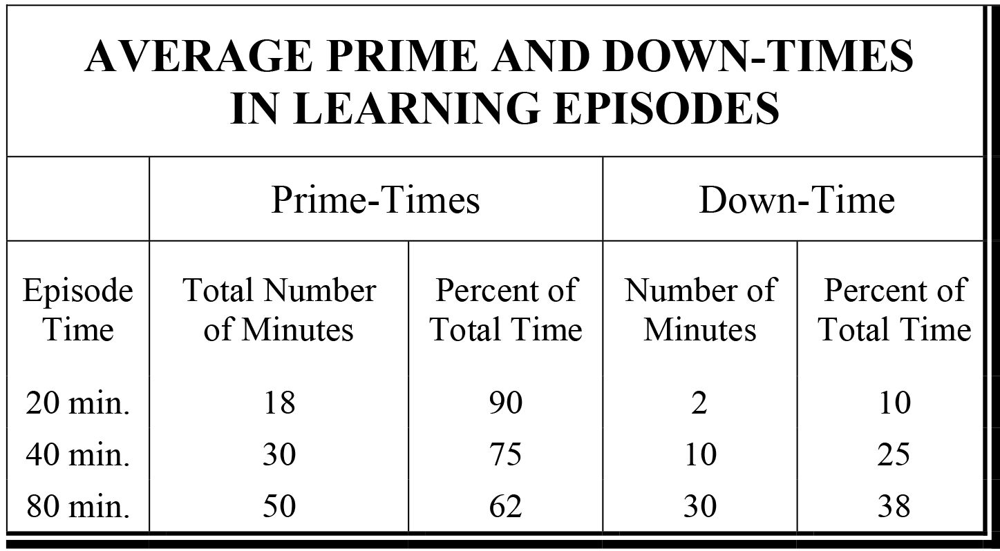 AVERAGE PRIME AND DOWN-TIMES
IN LEARNING EPISODES
Prime-Times Down-Time
Episode Time Total Number of Minutes Percent of Total Time Number of Minutes Percent of Total Time
20 min. 18 90 2 10
40 min. 30 75 10 25
80 min. 50 62 30 38